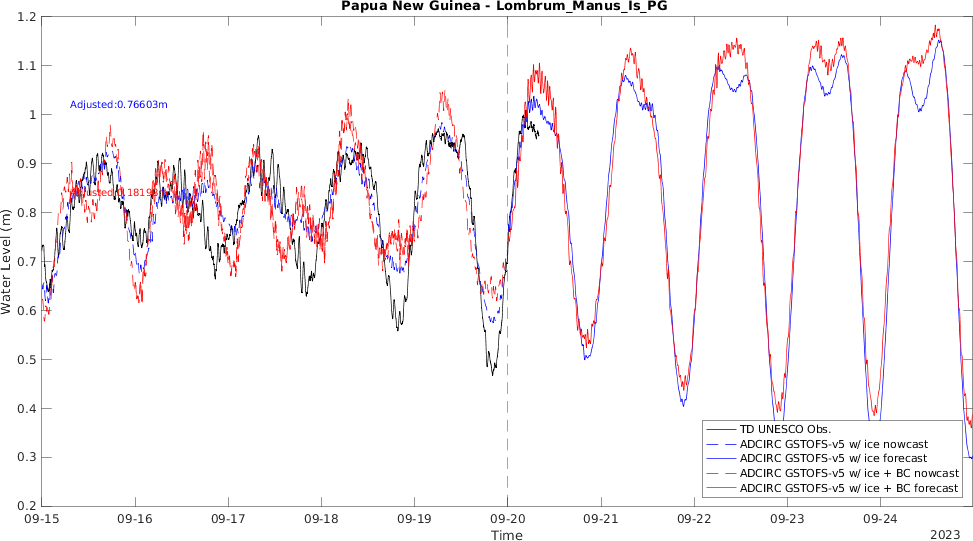 Papua New Guinea - Lombrum_Manus_Is_PG
Water Level (m)
1.2
1.1
1
0.9
0.8
0.7
0.6
0.5
0.4
0.3
0.2
Adjusted:0.76603m
TD UNESCO Obs.
ADCIRC GSTOFS-v5 w/ ice nowcast
ADCIRC GSTOFS-v5 w/ ice forecast
ADCIRC GSTOFS-v5 w/ ice + BC nowcast
ADCIRC GSTOFS-v5 w/ ice + BC forecast
09-15 09-16 09-17 09-18 09-19 09-20 09-21 09-22 09-23 09-24
Time
2023